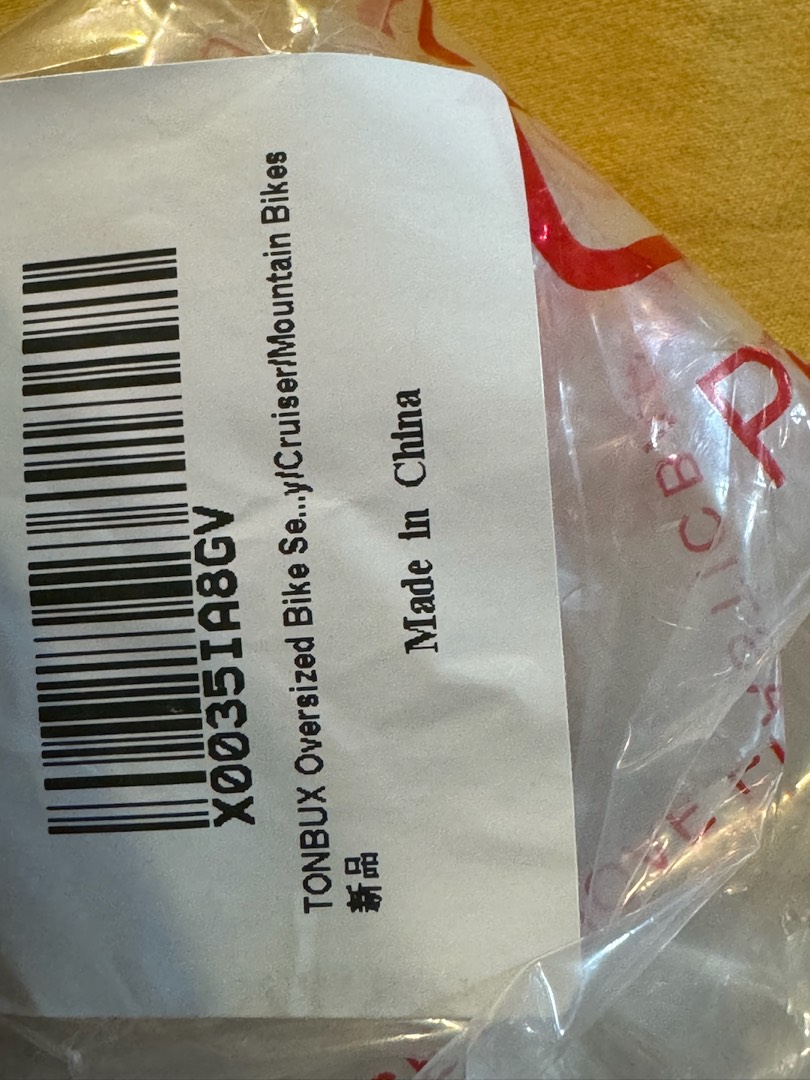 X0035IA8GV
TONBUX Oversized Bike Se...y/Cruiser/Mountain Bikes
新品
Made in China